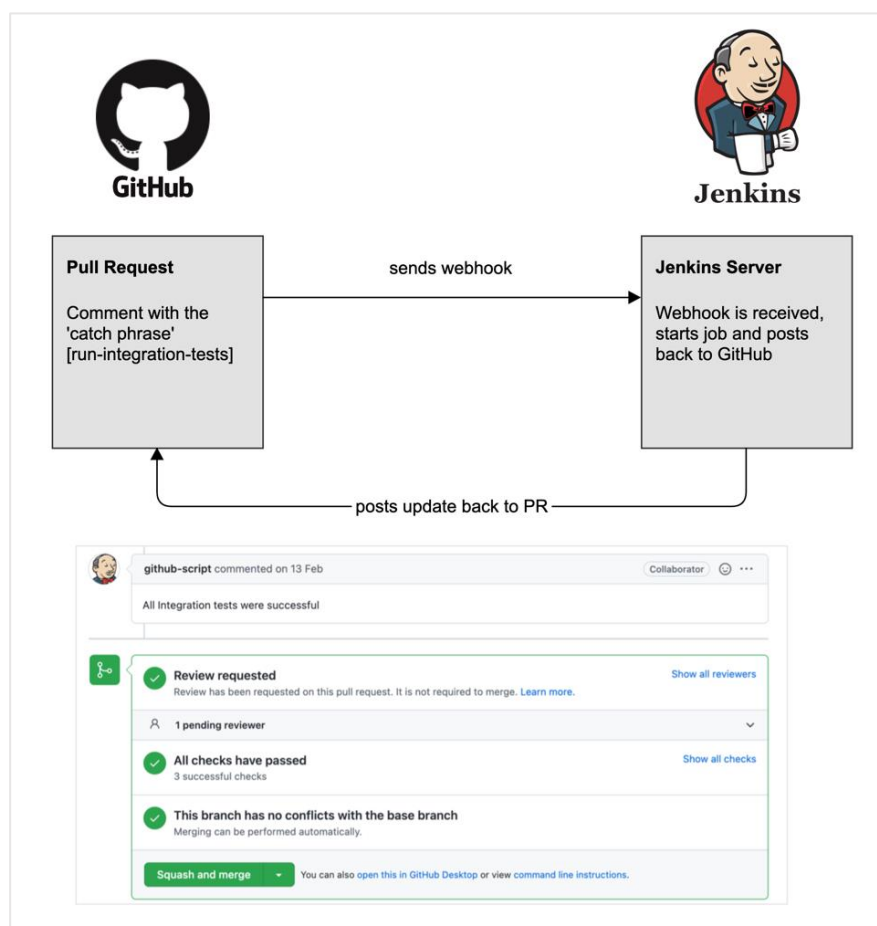 GitHub
Jenkins
Pull Request
Comment with the
'catch phrase'
[run-integration-tests]
sends webhook
Jenkins Server
Webhook is received,
starts job and posts
back to GitHub
posts update back to PR
github-script commented on 13 Feb
Collaborator
All Integration tests were successful
Review requested
Show all reviewers
Review has been requested on this pull request. It is not required to merge. Learn more.
1 pending reviewer
All checks have passed
Show all checks
3 successful checks
This branch has no conflicts with the base branch
Merging can be performed automatically.
Squash and merge
You can also open this in GitHub Desktop or view command line instructions.